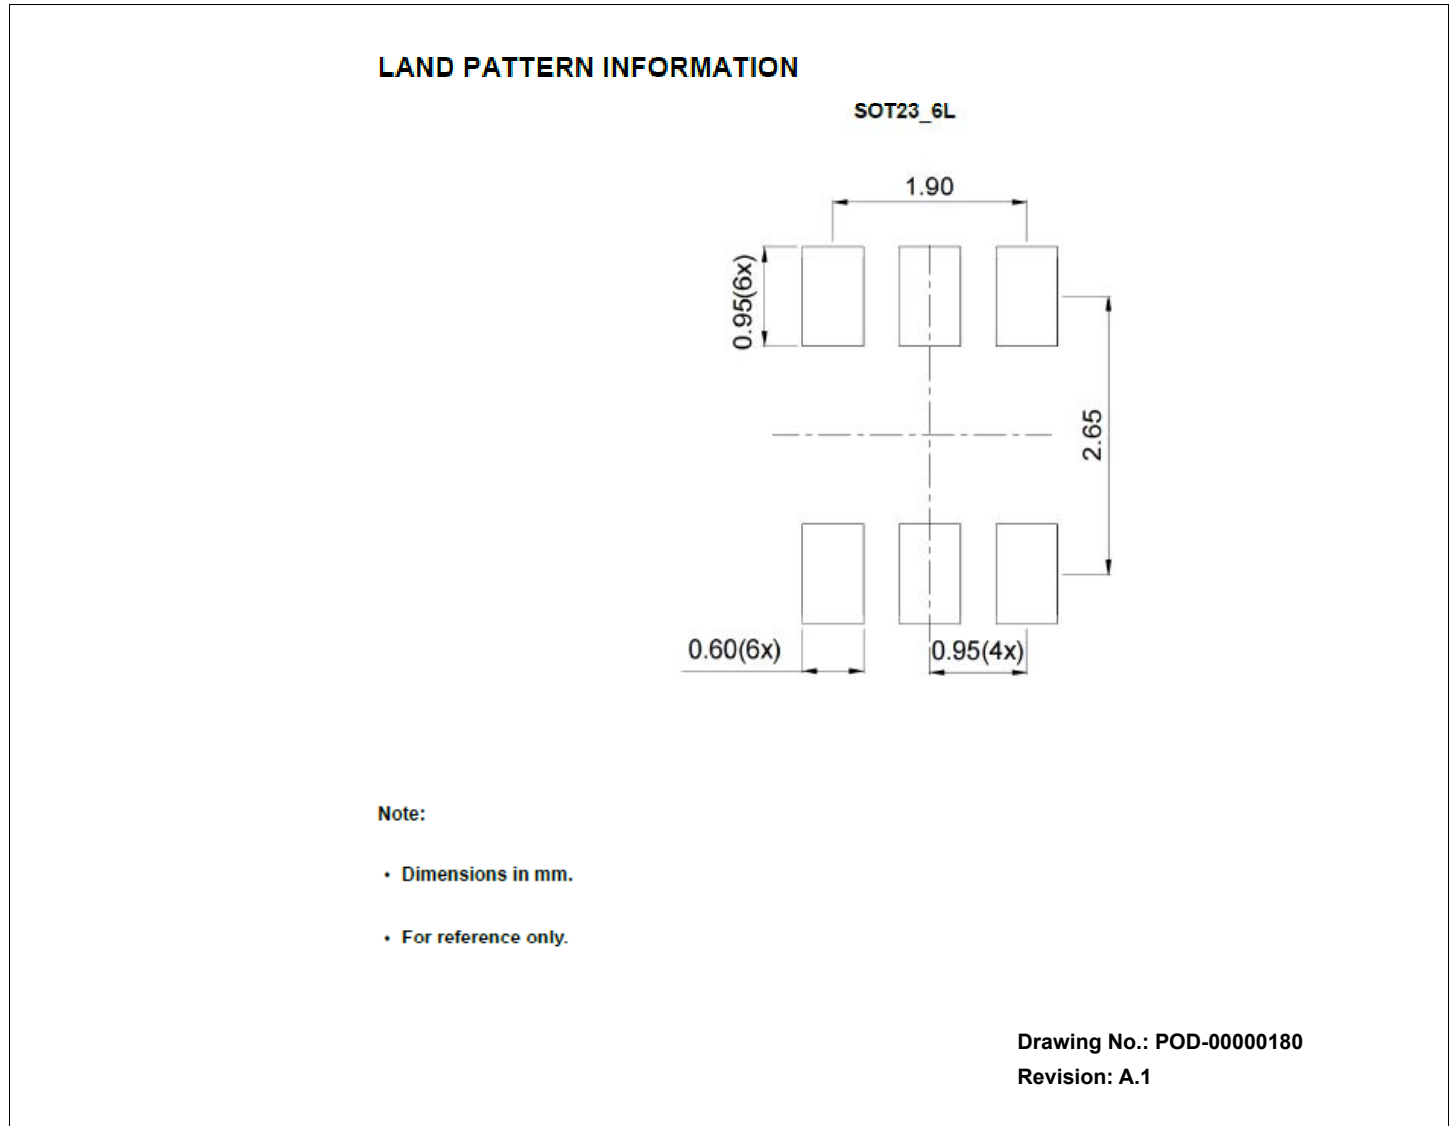 LAND PATTERN INFORMATION
SOT23_6L
1.90
0.95(6x)
2.65
0.60(6x)
0.95(4x)
Note:
• Dimensions in mm.
• For reference only.
Drawing No.: POD-00000180
Revision: A.1